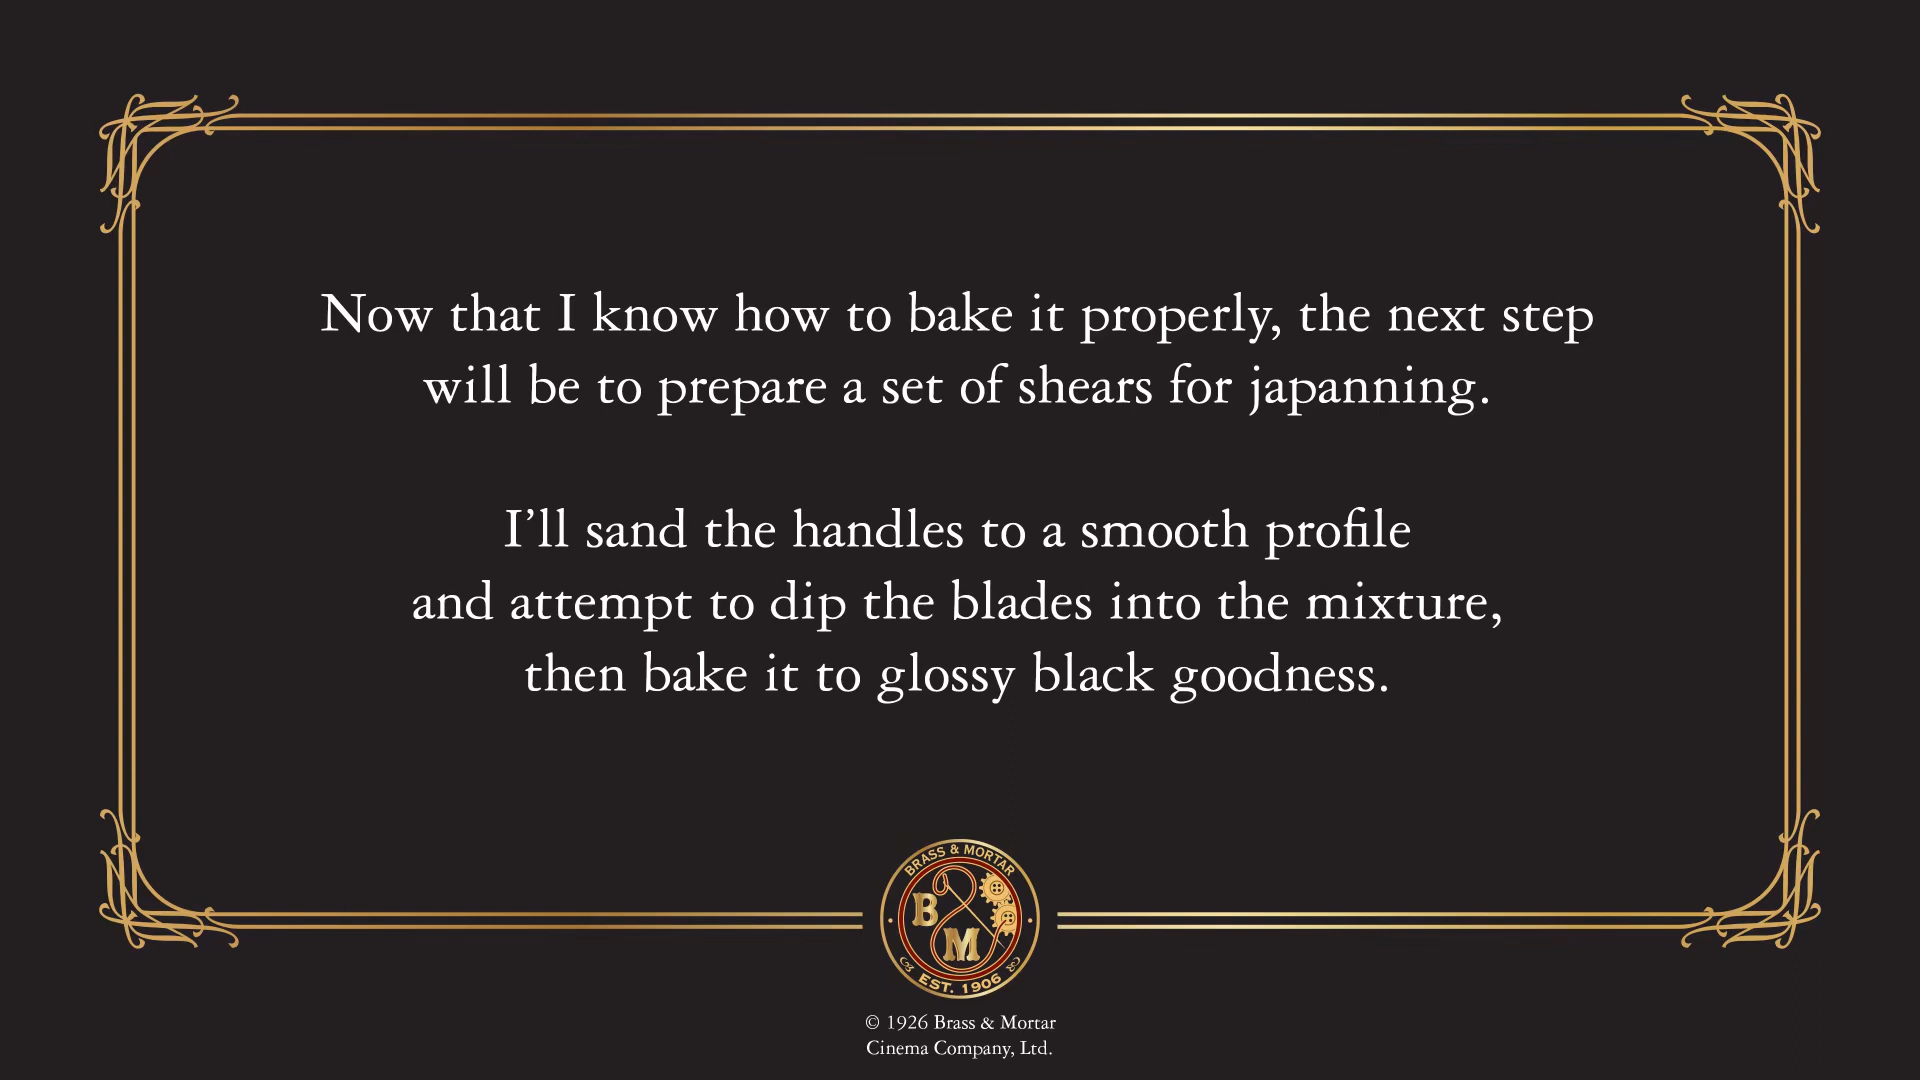 Now that I know how to bake it properly, the next step
will be to prepare a set of shears for japanning.
I’ll sand the handles to a smooth profile
and attempt to dip the blades into the mixture,
then bake it to glossy black goodness.
BRASS & MORTAR
B
M
EST. 1906
© 1926 Brass & Mortar
Cinema Company, Ltd.